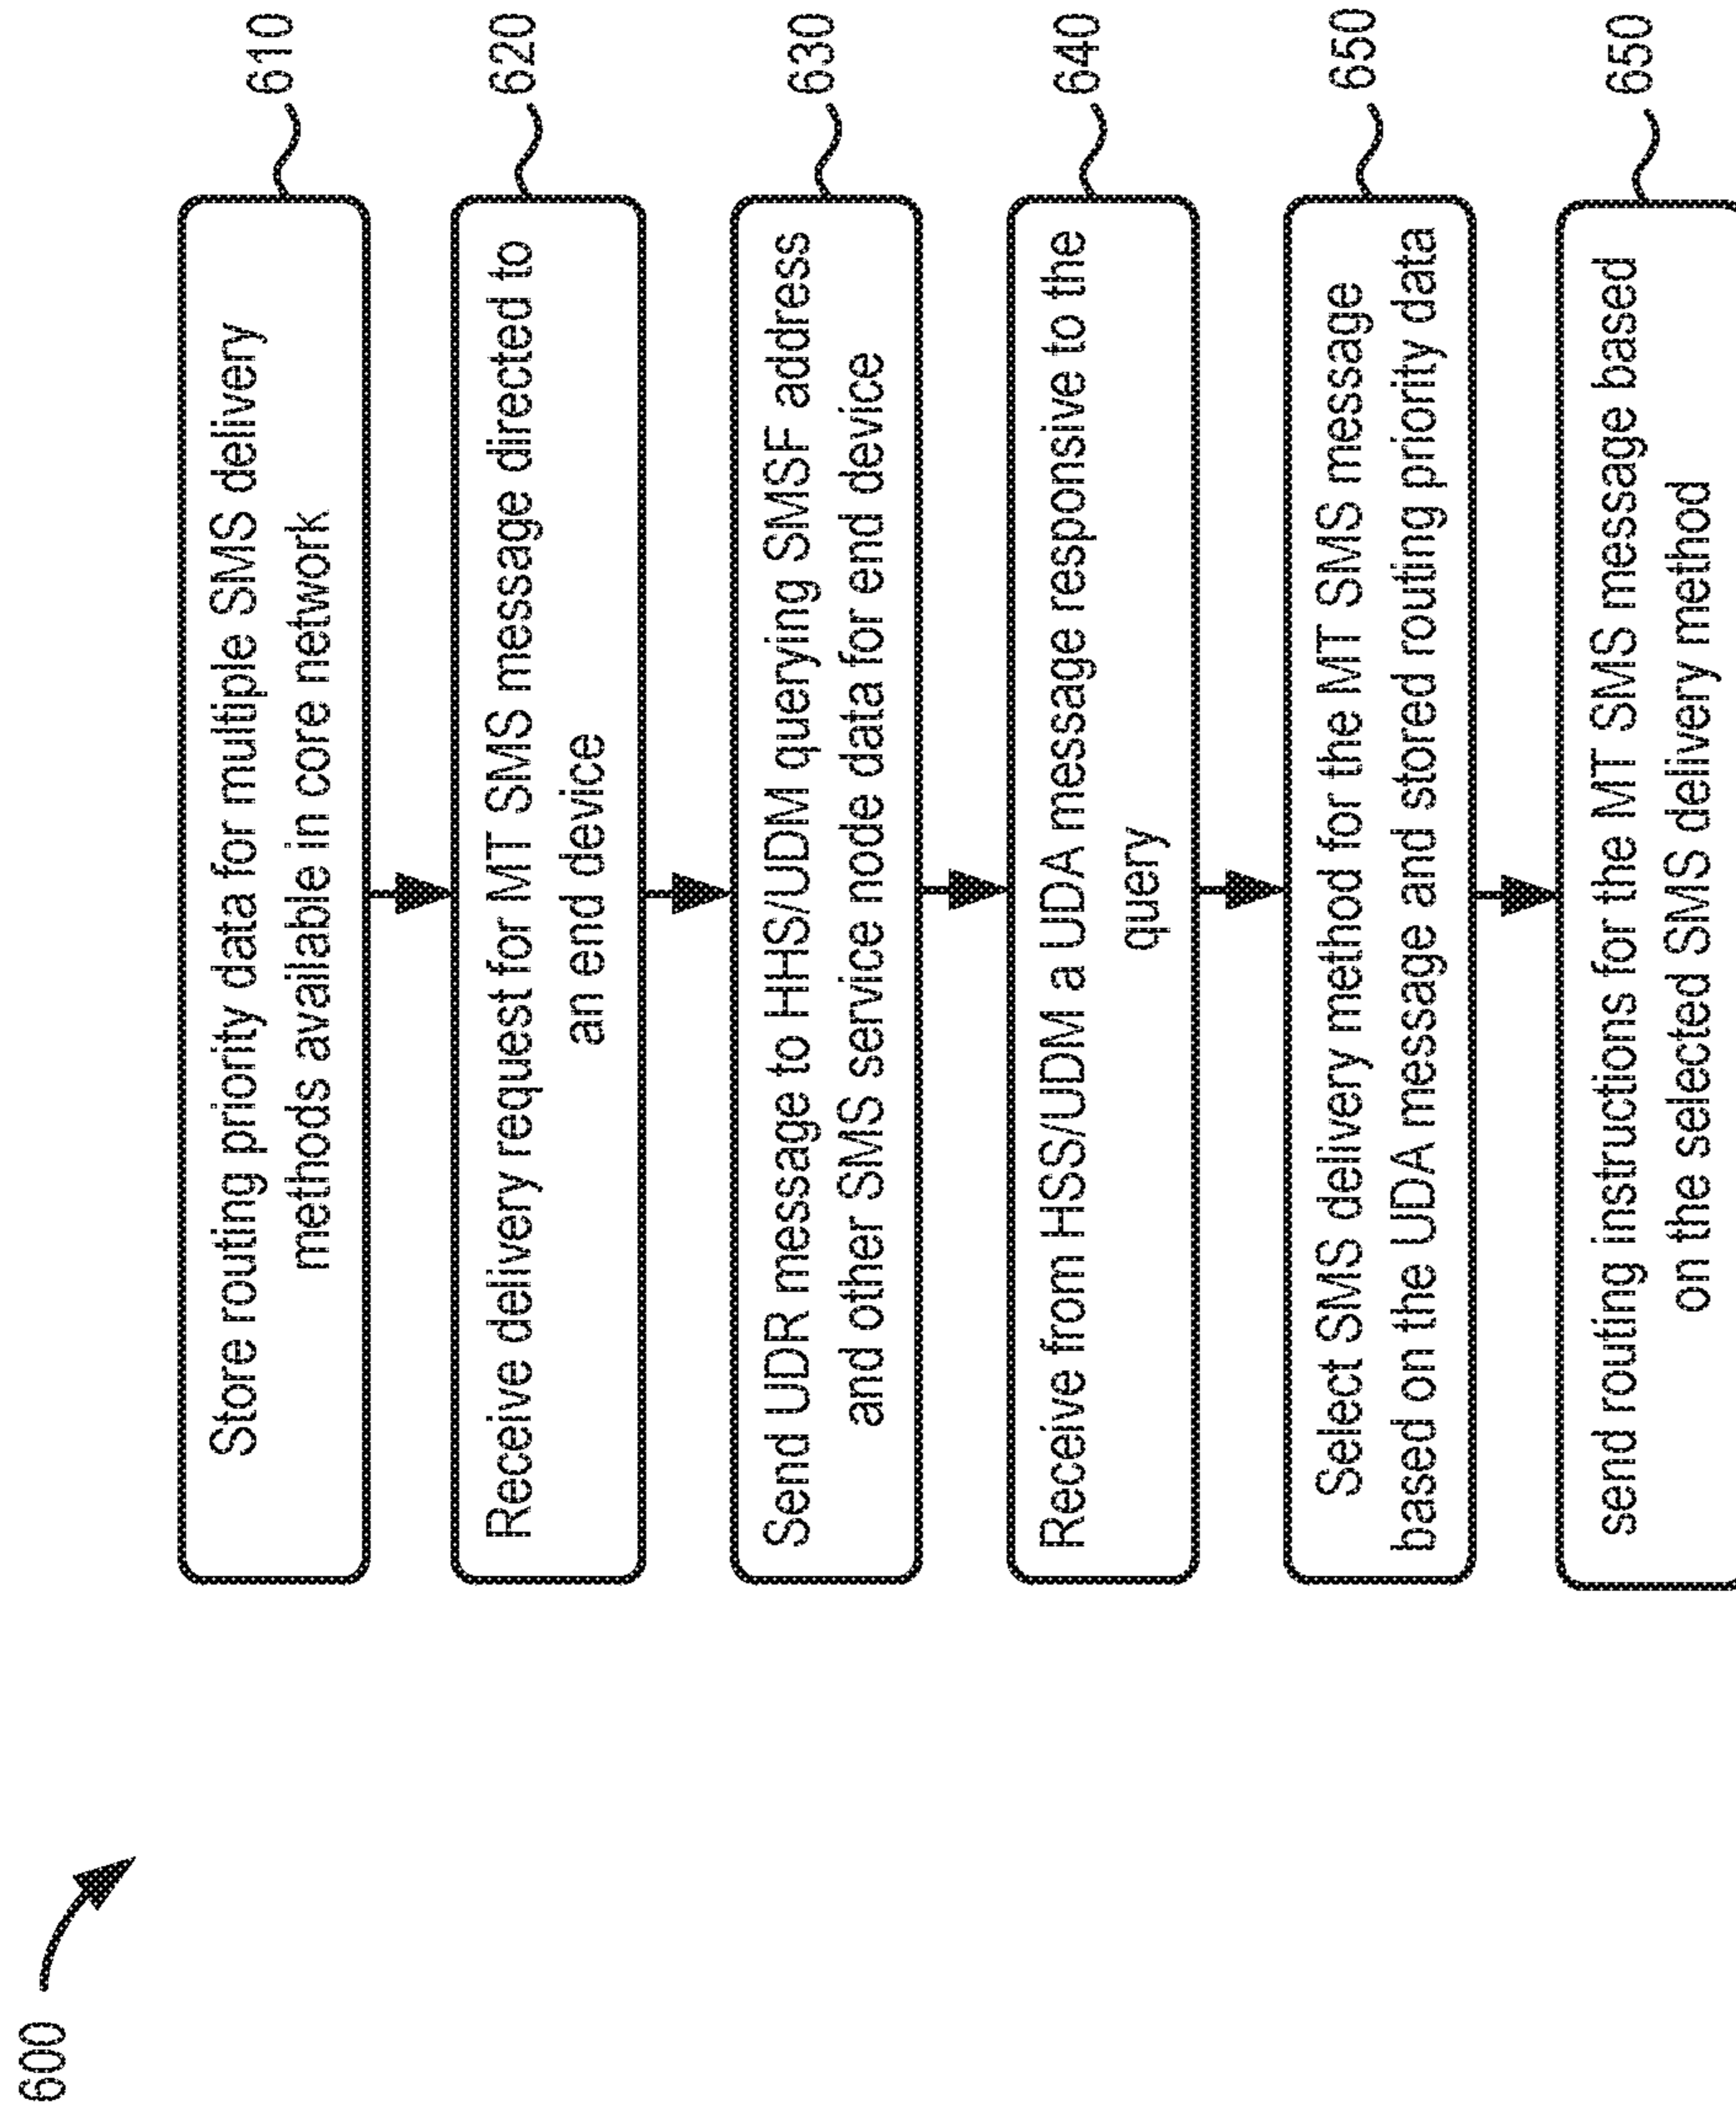 600
Store routing priority data for multiple SMS delivery
methods available in core network
610
Receive delivery request for MT SMS message directed to
an end device
620
Send UDR message to HHS/UDM querying SMSF address
and other SMS service node data for end device
630
Receive from HSS/UDM a UDA message responsive to the
query
640
Select SMS delivery method for the MT SMS message
based on the UDA message and stored routing priority data
650
send routing instructions for the MT SMS message based
on the selected SMS delivery method
650